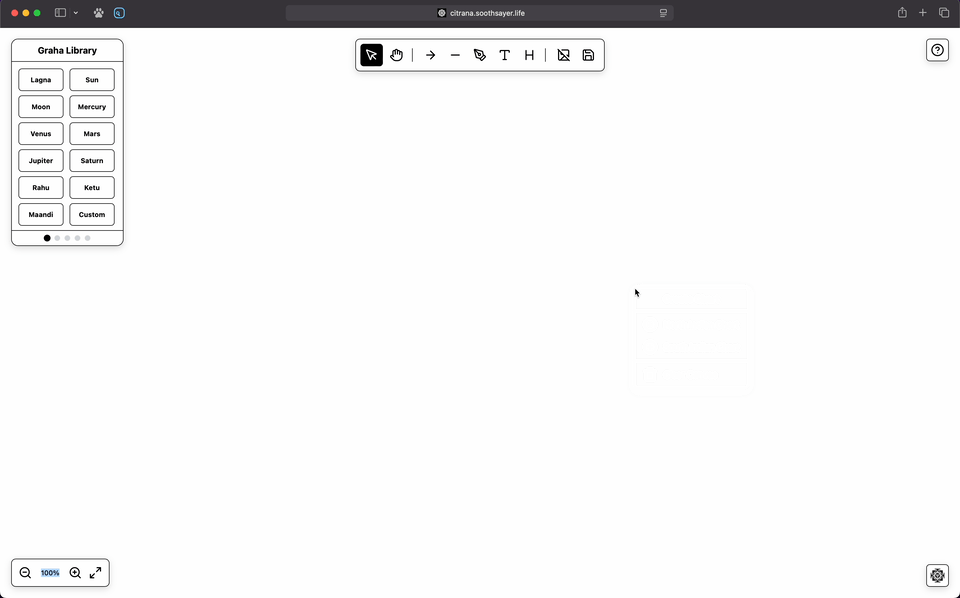 citrana.soothsayer.life
Graha Library
Lagna Sun
Moon Mercury
Venus Mars
Jupiter Saturn
Rahu Ketu
Maandi Custom
T H
100%